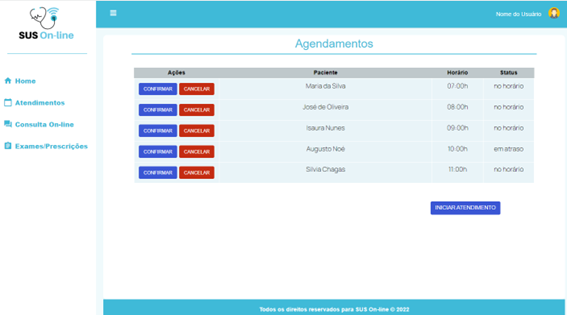 SUS On-line
Nome do Usuário
Home
Atendimentos
Consulta On-line
Exames/Prescrições
Agendamentos
Ações Paciente Horário Status
CONFIRMAR CANCELAR Maria da Silva 07:00h no horário
CONFIRMAR CANCELAR José de Oliveira 08:00h no horário
CONFIRMAR CANCELAR Isaura Nunes 09:00h no horário
CONFIRMAR CANCELAR Augusto Noé 10:00h em atraso
CONFIRMAR CANCELAR Silvia Chagas 11:00h no horário
INICIAR ATENDIMENTO
Todos os direitos reservados para SUS On-line © 2022